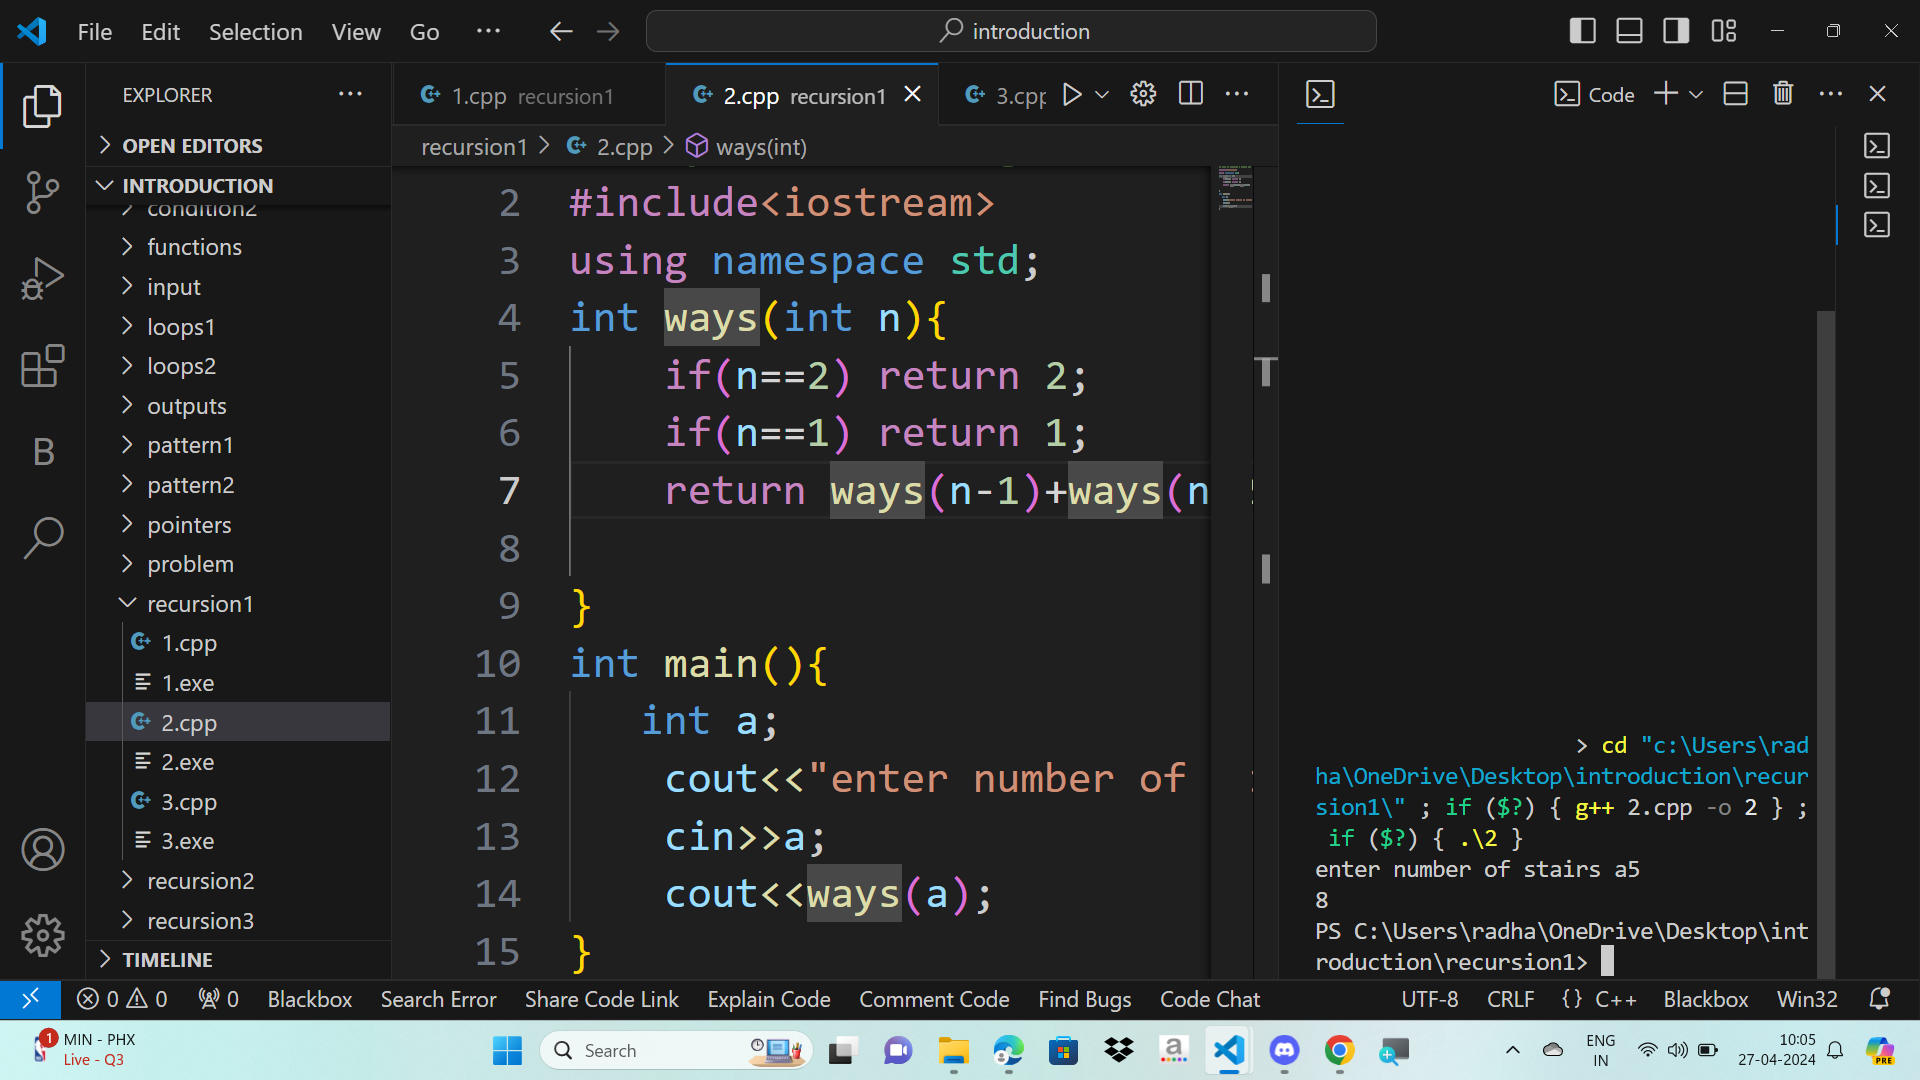 File Edit Selection View Go ... introduction
EXPLORER ...
OPEN EDITORS
INTRODUCTION
condition2
functions
input
loops1
loops2
outputs
pattern1
pattern2
pointers
problem
recursion1
1.cpp
1.exe
2.cpp
2.exe
3.cpp
3.exe
recursion2
recursion3
TIMELINE
B
1.cpp recursion1 2.cpp recursion1 3.cpp
recursion1 > 2.cpp > ways(int)
2 #include<iostream>
3 using namespace std;
4 int ways(int n){
5 if(n==2) return 2;
6 if(n==1) return 1;
7 return ways(n-1)+ways(n
8
9 }
10 int main(){
11 int a;
12 cout<<"enter number of
13 cin>>a;
14 cout<<ways(a);
15 }
Code
> cd "c:\Users\rad
ha\OneDrive\Desktop\introduction\recur
sion1\" ; if ($?) { g++ 2.cpp -o 2 } ;
if ($?) { .\2 }
enter number of stairs a5
8
PS C:\Users\radha\OneDrive\Desktop\int
roduction\recursion1>
0 0 0 Blackbox Search Error Share Code Link Explain Code Comment Code Find Bugs Code Chat UTF-8 CRLF {} C++ Blackbox Win32
1 MIN - PHX
Live - Q3
Search
a
ENG
IN
10:05
27-04-2024
PRE